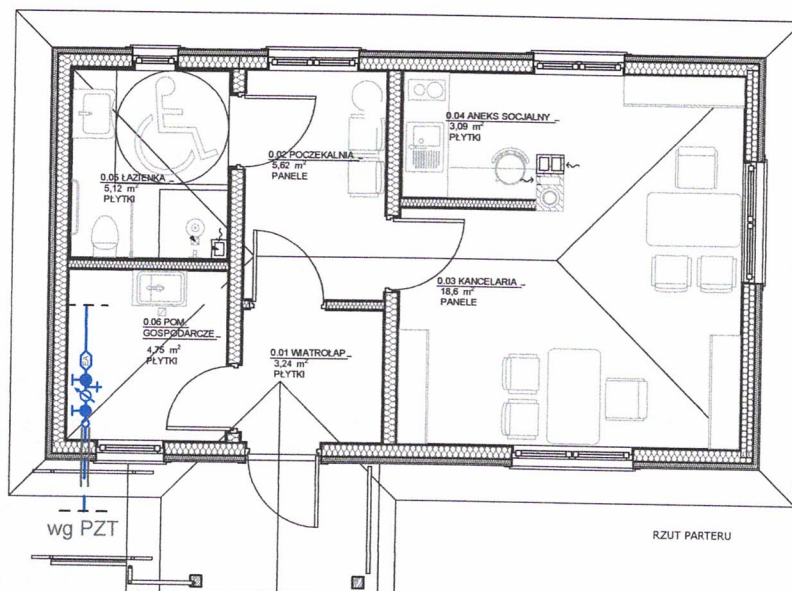 0.04 ANEKS SOCJALNY
3,09 m²
PŁYTKI
0.02 POCZEKALNIA
5,62 m²
PANELE
0.05 ŁAZIENKA
5,12 m²
PŁYTKI
0.03 KANCELARIA
18,6 m²
PANELE
0.06 POM.
GOSPODARCZE
4,75 m²
PŁYTKI
0.01 WIATROŁAP
3,24 m²
PŁYTKI
wg PZT
RZUT PARTERU